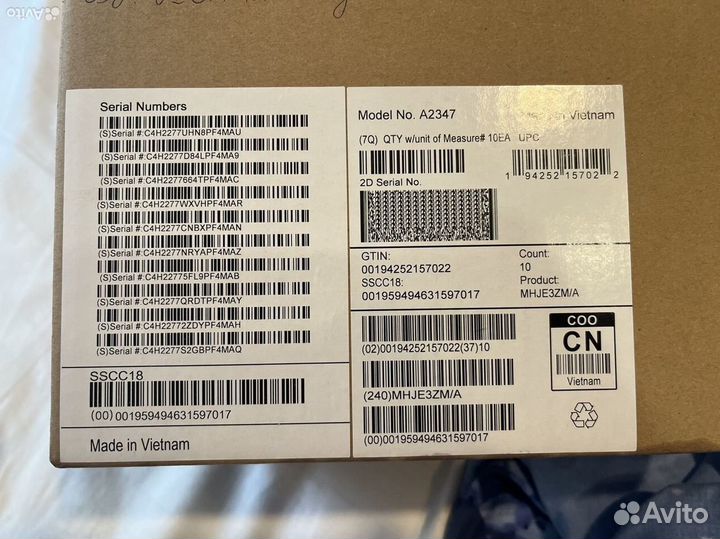 Avito
Serial Numbers
(S)Serial #:C4H2277UHN8PF4MAU
(S)Serial #:C4H2277D84LPF4MA9
(S)Serial #:C4H2277664TPF4MAC
(S)Serial #:C4H2277WXVHPF4MAR
(S)Serial #:C4H2277CNBXPF4MAN
(S)Serial #:C4H2277NRYAPF4MAZ
(S)Serial #:C4H22775FL9PF4MAB
(S)Serial #:C4H2277QRDTPF4MAY
(S)Serial #:C4H22772ZDYPF4MAH
(S)Serial #:C4H2277S2GBPF4MAQ
SSCC18
(00) 001959494631597017
Made in Vietnam
Model No. A2347
in Vietnam
(7Q) QTY w/unit of Measure# 10EA UPC
1 94252 15702 2
2D Serial No.
GTIN:
00194252157022
SSCC18:
001959494631597017
Count:
10
Product:
MHJE3ZM/A
(02)00194252157022(37)10
(240)MHJE3ZM/A
(00)001959494631597017
COO
CN
Vietnam
Avito